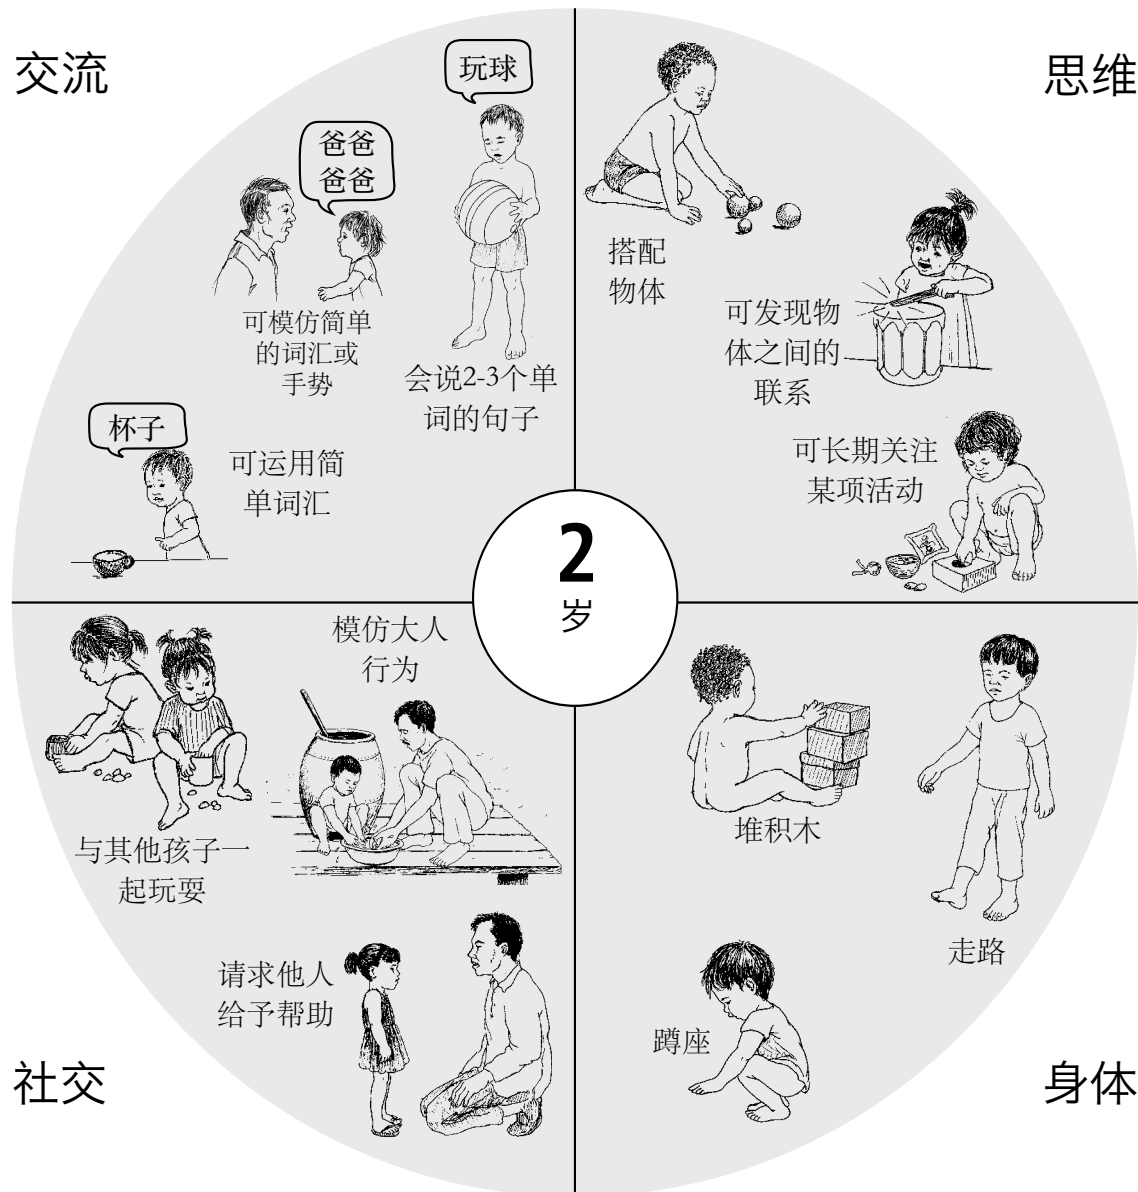 交流
玩球
爸爸
爸爸
可模仿简单
的词汇或
手势
会说2-3个单
词的句子
杯子
可运用简
单词汇
思维
搭配
物体
可发现物
体之间的
联系
可长期关注
某项活动
2
岁
模仿大人
行为
与其他孩子一
起玩耍
请求他人
给予帮助
社交
堆积木
走路
蹲座
身体